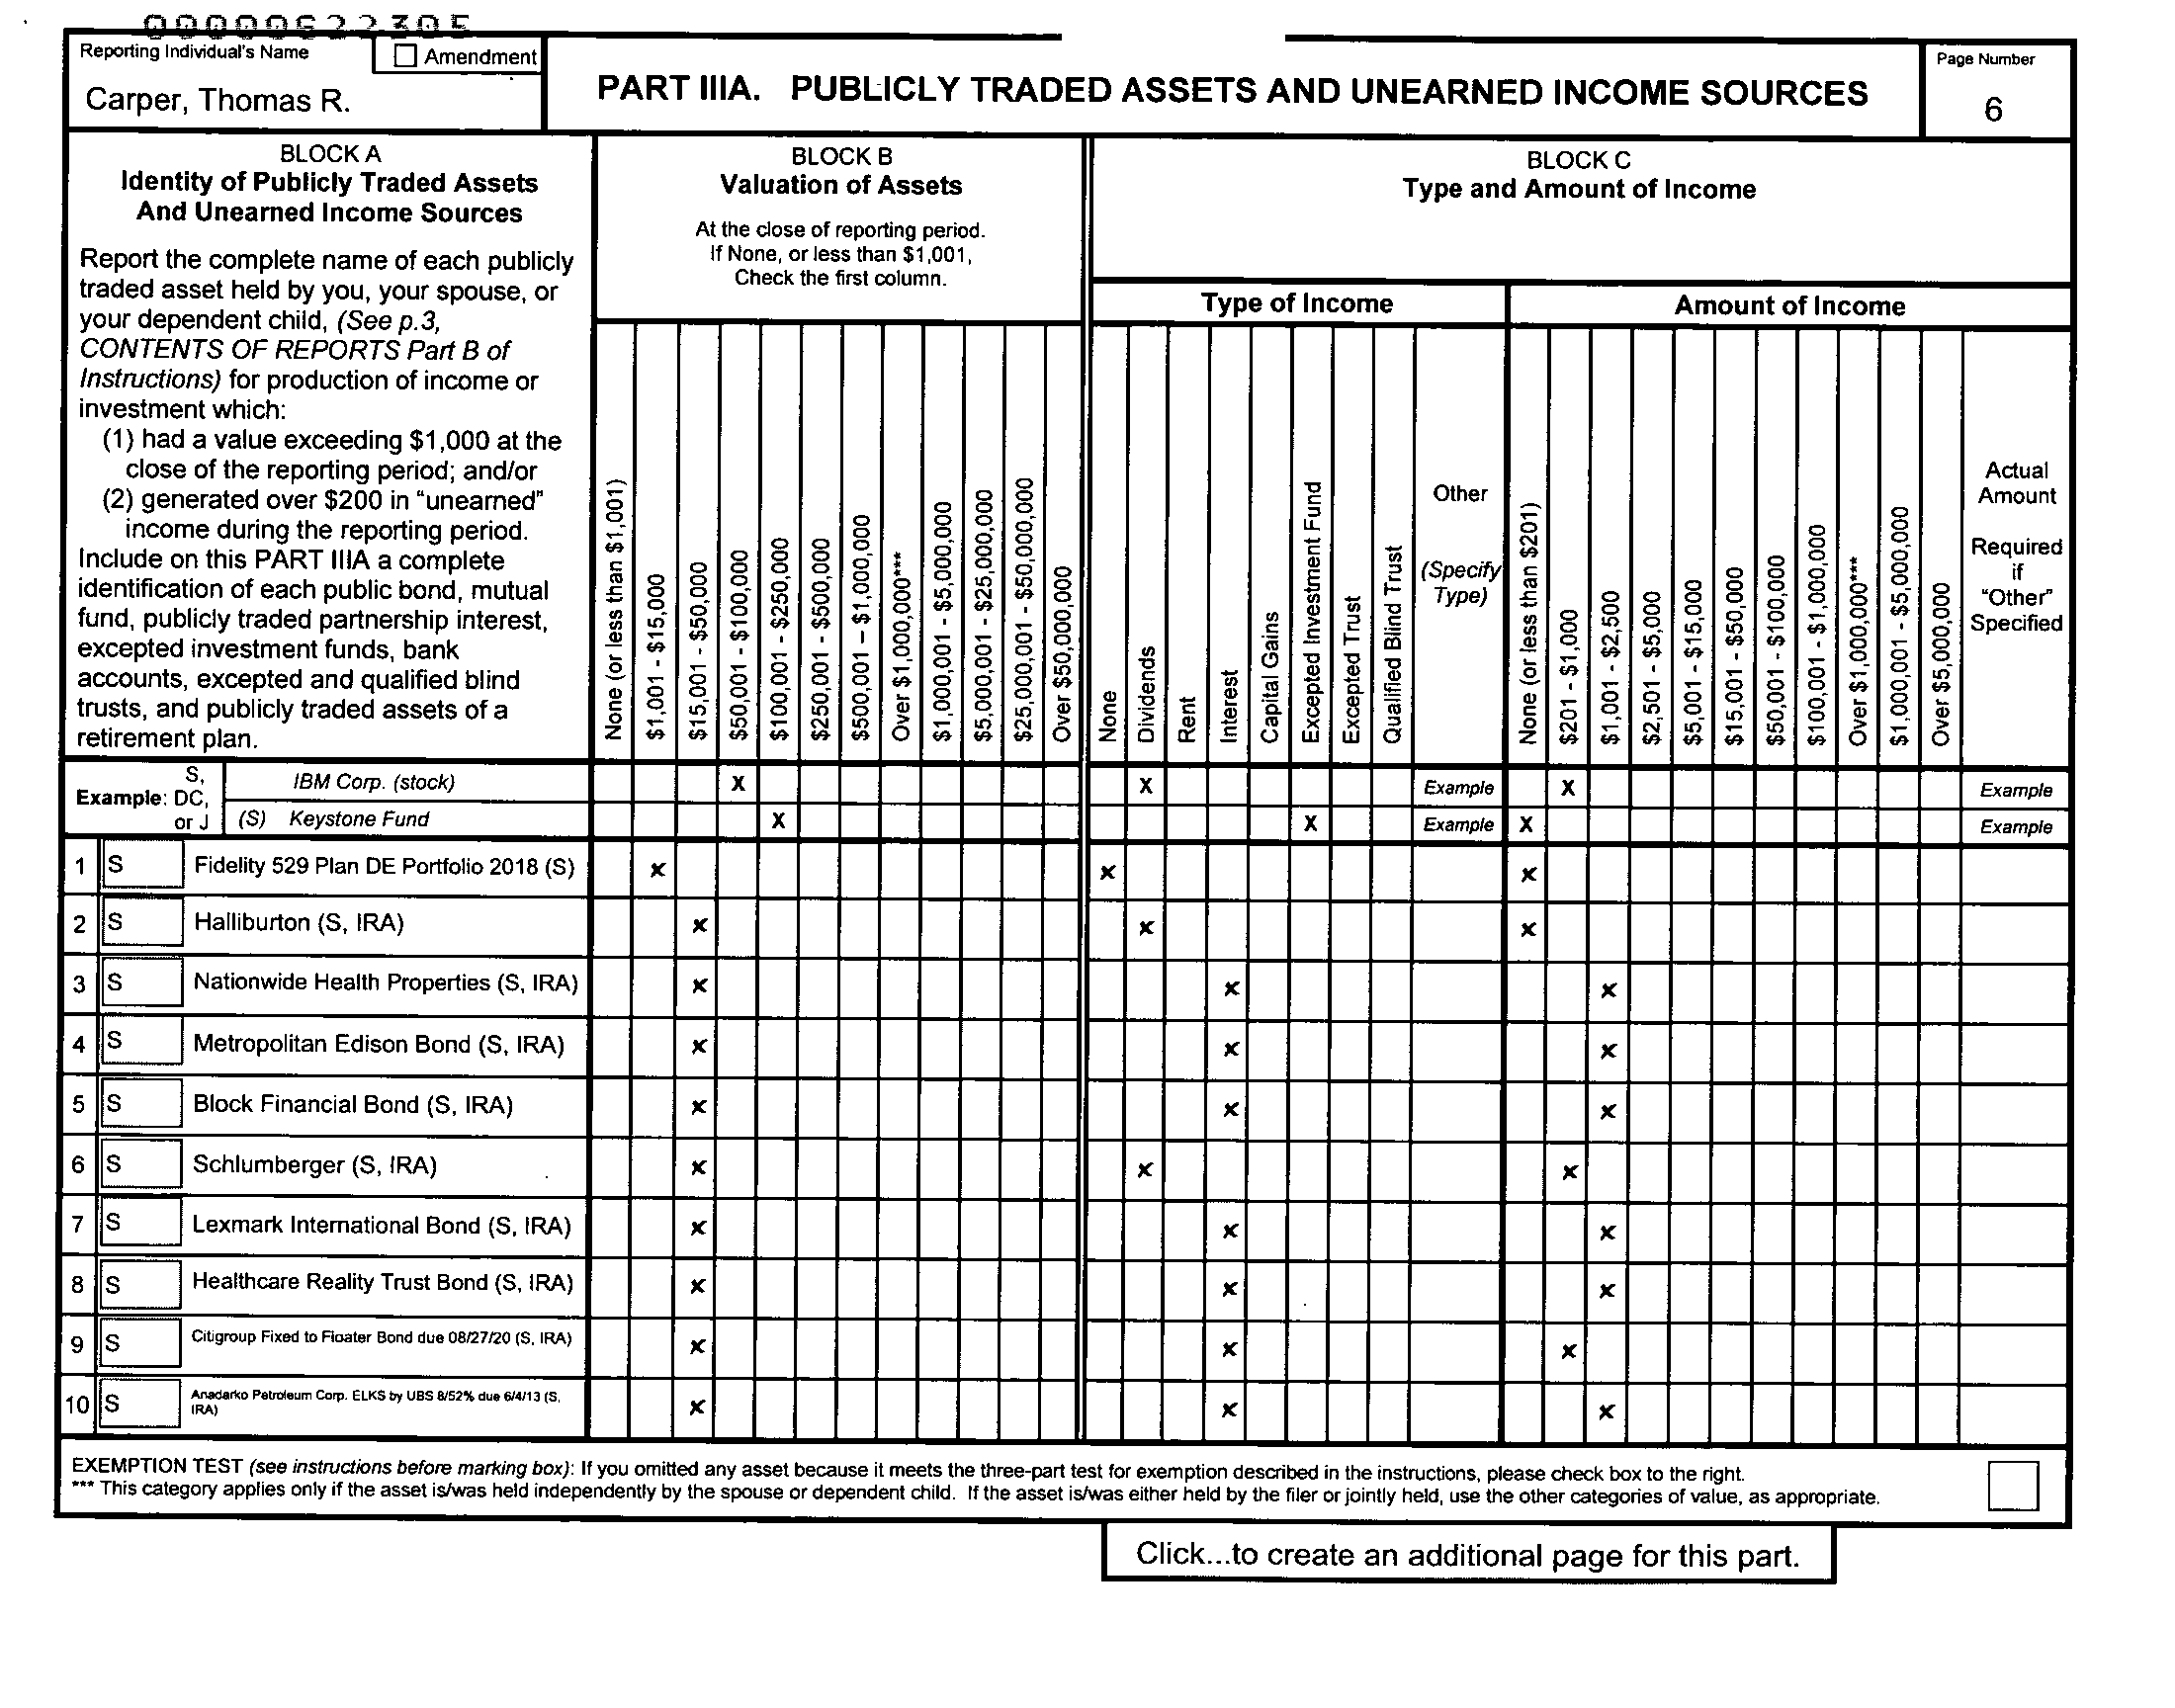 00000622305
Reporting Individual's Name
Amendment
Carper, Thomas R.
PART IIIA. PUBLICLY TRADED ASSETS AND UNEARNED INCOME SOURCES
Page Number
6
BLOCK A
Identity of Publicly Traded Assets
And Unearned Income Sources
Report the complete name of each publicly
traded asset held by you, your spouse, or
your dependent child, (See p.3,
CONTENTS OF REPORTS Part B of
Instructions) for production of income or
investment which:
(1) had a value exceeding $1,000 at the
close of the reporting period; and/or
(2) generated over $200 in "unearned"
income during the reporting period.
Include on this PART IIIA a complete
identification of each public bond, mutual
fund, publicly traded partnership interest,
excepted investment funds, bank
accounts, excepted and qualified blind
trusts, and publicly traded assets of a
retirement plan.
BLOCK B
Valuation of Assets
At the close of reporting period.
If None, or less than $1,001,
Check the first column.
None (or less than $1,001)
$1,001 - $15,000
$15,001 - $50,000
$50,001 - $100,000
$100,001 - $250,000
$250,001 - $500,000
$500,001 – $1,000,000
Over $1,000,000***
$1,000,001 - $5,000,000
$5,000,001 - $25,000,000
$25,000,001 - $50,000,000
Over $50,000,000
BLOCK C
Type and Amount of Income
Type of Income
None
Dividends
Rent
Interest
Capital Gains
Excepted Investment Fund
Excepted Trust
Qualified Blind Trust
Other
(Specify
Type)
Amount of Income
None (or less than $201)
$201 - $1,000
$1,001 - $2,500
$2,501 - $5,000
$5,001 - $15,000
$15,001 - $50,000
$50,001 - $100,000
$100,001 - $1,000,000
Over $1,000,000***
$1,000,001 - $5,000,000
Over $5,000,000
Actual
Amount
Required
if
"Other"
Specified
Example: S, DC, or J
IBM Corp. (stock) X X Example X Example
(S) Keystone Fund X X Example X Example
1 S Fidelity 529 Plan DE Portfolio 2018 (S) x x x
2 S Halliburton (S, IRA) x x x
3 S Nationwide Health Properties (S, IRA) x x x
4 S Metropolitan Edison Bond (S, IRA) x x x
5 S Block Financial Bond (S, IRA) x x x
6 S Schlumberger (S, IRA) x x x
7 S Lexmark International Bond (S, IRA) x x x
8 S Healthcare Reality Trust Bond (S, IRA) x x x
9 S Citigroup Fixed to Floater Bond due 08/27/20 (S, IRA) x x x
10 S Anadarko Petroleum Corp. ELKS by UBS 8/52% due 6/4/13 (S,
IRA) x x x
EXEMPTION TEST (see instructions before marking box): If you omitted any asset because it meets the three-part test for exemption described in the instructions, please check box to the right.
*** This category applies only if the asset is/was held independently by the spouse or dependent child. If the asset is/was either held by the filer or jointly held, use the other categories of value, as appropriate.
Click...to create an additional page for this part.